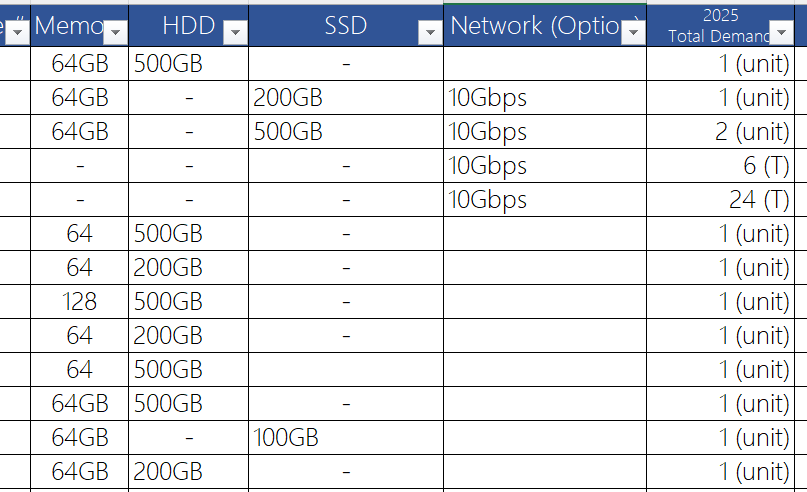 Memo HDD SSD Network (Optio 2025 Total Demand
64GB 500GB - 1 (unit)
64GB - 200GB 10Gbps 1 (unit)
64GB - 500GB 10Gbps 2 (unit)
- - - 10Gbps 6 (T)
- - - 10Gbps 24 (T)
64 500GB - 1 (unit)
64 200GB - 1 (unit)
128 500GB - 1 (unit)
64 200GB - 1 (unit)
64 500GB 1 (unit)
64GB 500GB - 1 (unit)
64GB - 100GB 1 (unit)
64GB 200GB - 1 (unit)